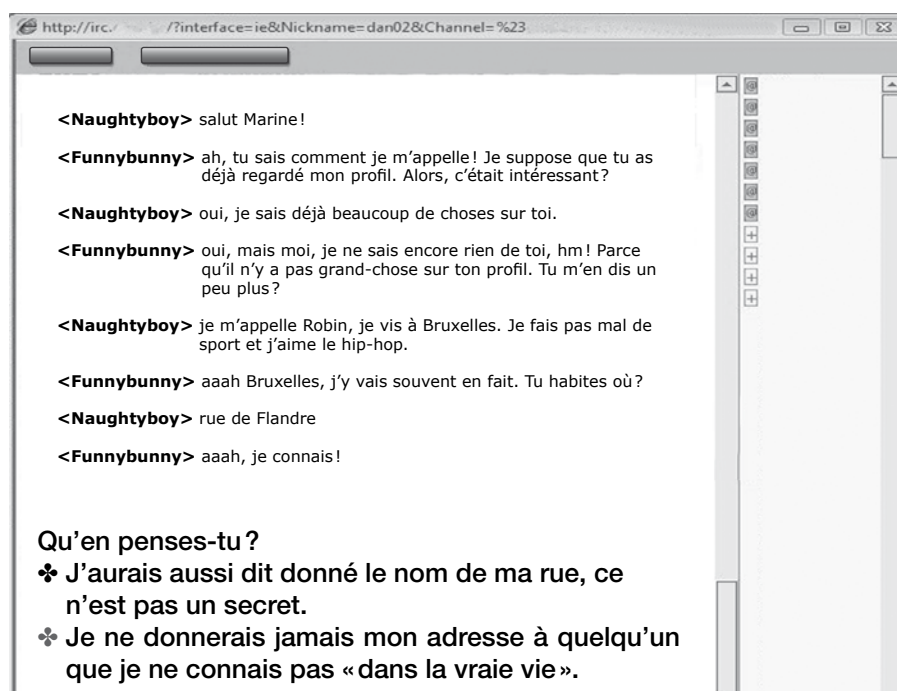 http://irc. /?interface=ie&Nickname=dan02&Channel=%23
<Naughtyboy> salut Marine !
<Funnybunny> ah, tu sais comment je m’appelle ! Je suppose que tu as
déjà regardé mon profil. Alors, c’était intéressant ?
<Naughtyboy> oui, je sais déjà beaucoup de choses sur toi.
<Funnybunny> oui, mais moi, je ne sais encore rien de toi, hm ! Parce
qu’il n’y a pas grand-chose sur ton profil. Tu m’en dis un
peu plus ?
<Naughtyboy> je m’appelle Robin, je vis à Bruxelles. Je fais pas mal de
sport et j’aime le hip-hop.
<Funnybunny> aaah Bruxelles, j’y vais souvent en fait. Tu habites où ?
<Naughtyboy> rue de Flandre
<Funnybunny> aaah, je connais !
Qu’en penses-tu ?
✤ J’aurais aussi dit donné le nom de ma rue, ce
n’est pas un secret.
✤ Je ne donnerais jamais mon adresse à quelqu’un
que je ne connais pas « dans la vraie vie ».